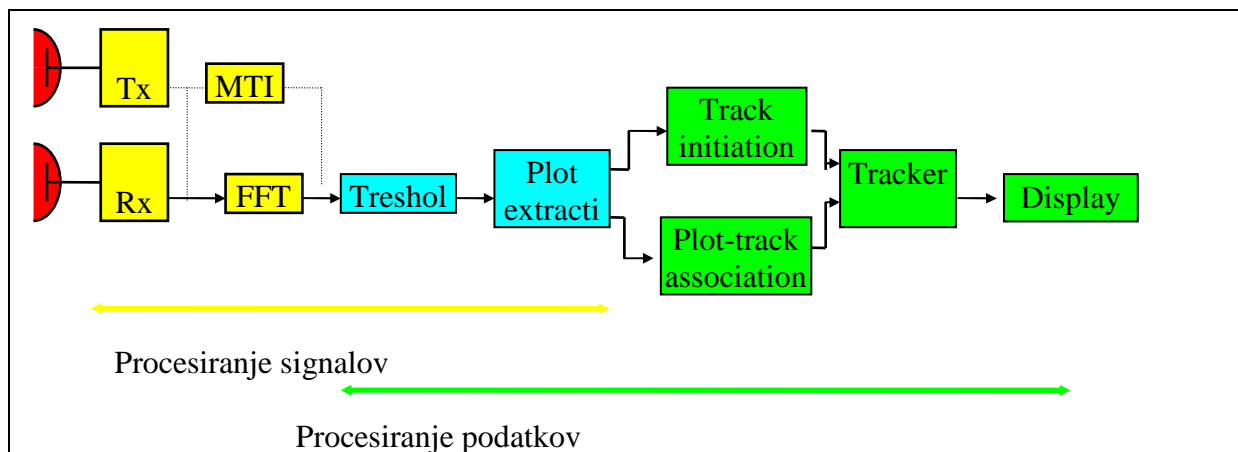 Tx
MTI
Track
initiation
Rx
FFT
Treshol
Plot
extracti
Tracker
Display
Plot-track
association
Procesiranje signalov
Procesiranje podatkov